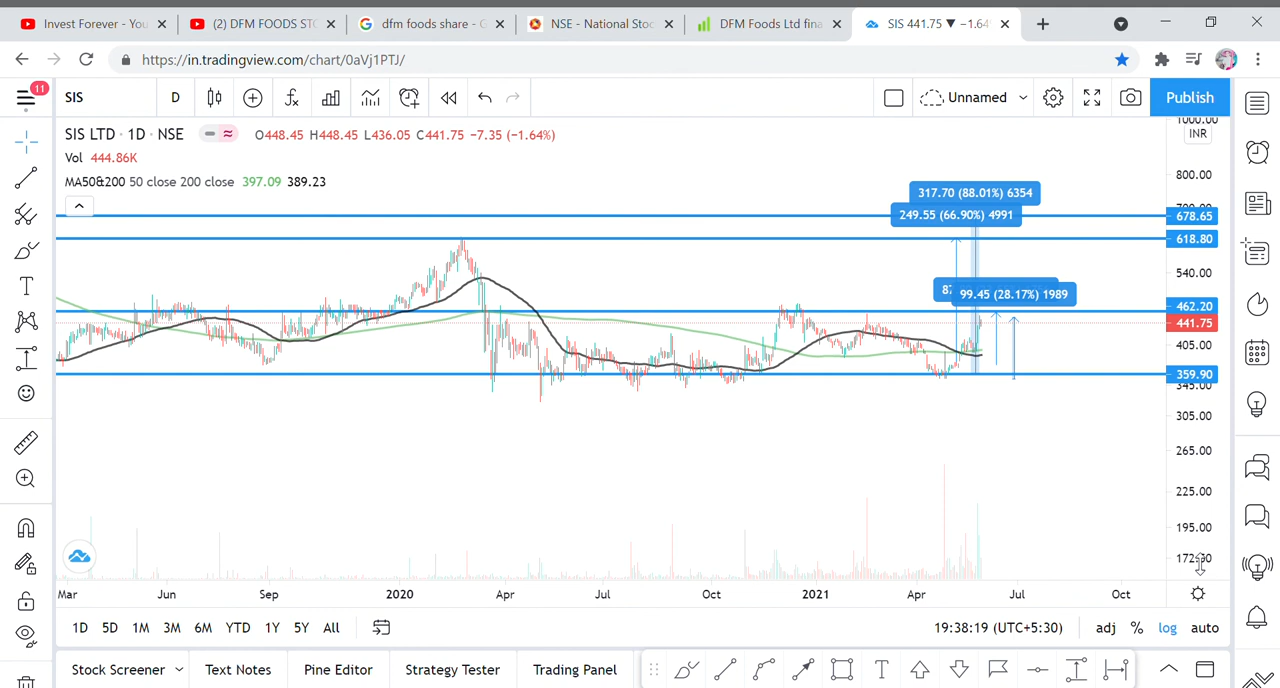 Invest Forever - You
(2) DFM FOODS STO
dfm foods share - G
NSE - National Stoc
DFM Foods Ltd fina
SIS 441.75 ▼ −1.64
https://in.tradingview.com/chart/0aVj1PTJ/
11
SIS
D
Unnamed
Publish
SIS LTD · 1D · NSE
O448.45 H448.45 L436.05 C441.75 −7.35 (−1.64%)
Vol 444.86K
MA50&200 50 close 200 close 397.09 389.23
317.70 (88.01%) 6354
249.55 (66.90%) 4991
99.45 (28.17%) 1989
1000.00
INR
800.00
678.65
618.80
540.00
462.20
441.75
405.00
359.90
345.00
305.00
265.00
225.00
195.00
Mar Jun Sep 2020 Apr Jul Oct 2021 Apr Jul Oct
1D 5D 1M 3M 6M YTD 1Y 5Y All
19:38:19 (UTC+5:30)
adj % log auto
Stock Screener
Text Notes
Pine Editor
Strategy Tester
Trading Panel